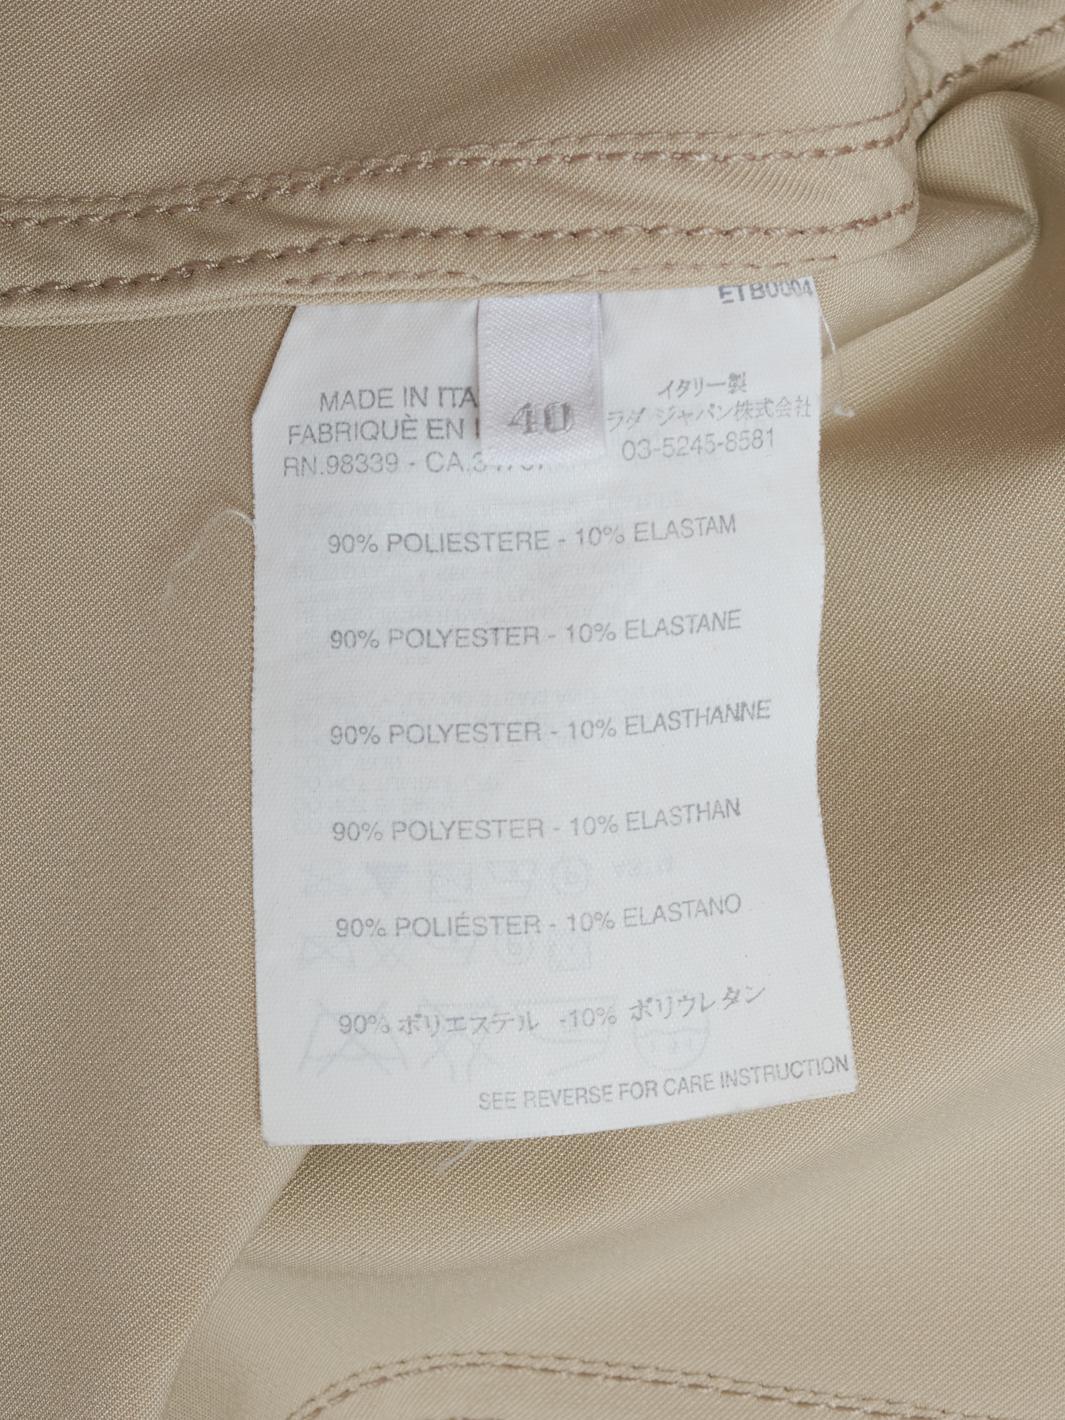 ETB0004
MADE IN ITA
FABRIQUÈ EN
RN.98339 - CA.
40
イタリー製
ラダ ジャパン株式会社
03-5245-8581
90% POLIESTERE - 10% ELASTAM
90% POLYESTER - 10% ELASTANE
90% POLYESTER - 10% ELASTHANNE
90% POLYESTER - 10% ELASTHAN
90% POLIÉSTER - 10% ELASTANO
90% ポリエステル -10% ポリウレタン
SEE REVERSE FOR CARE INSTRUCTION